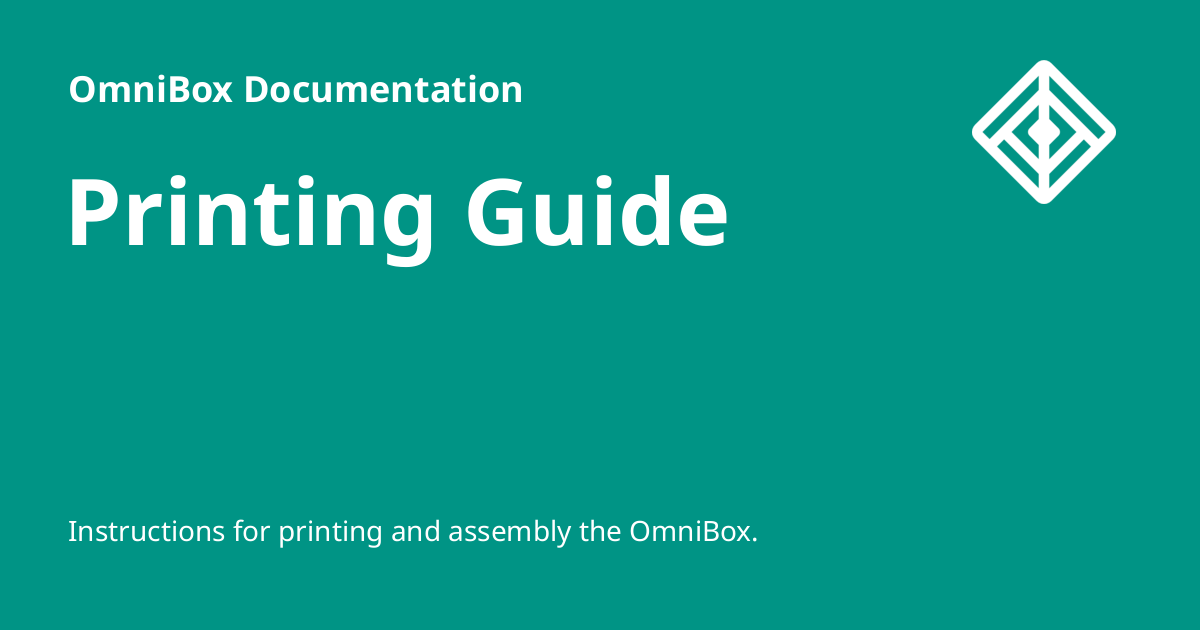 OmniBox Documentation
Printing Guide
Instructions for printing and assembly the OmniBox.